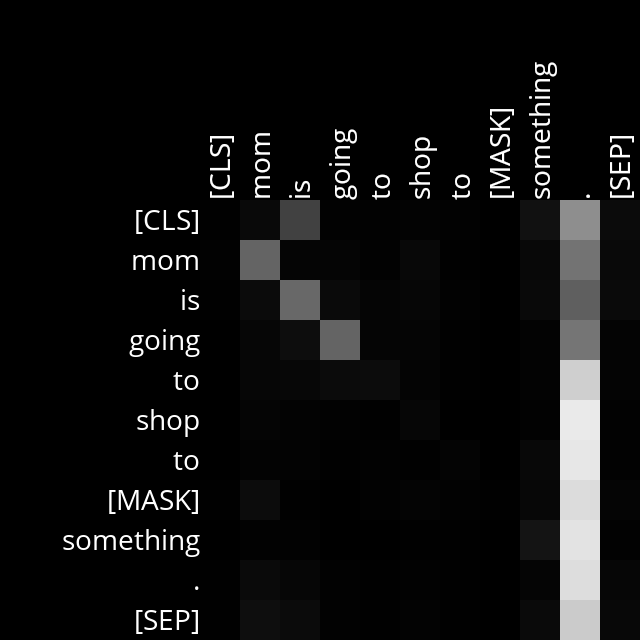 [CLS]
mom
is
going
to
shop
to
[MASK]
something
.
[SEP]
[CLS]
mom
is
going
to
shop
to
[MASK]
something
.
[SEP]